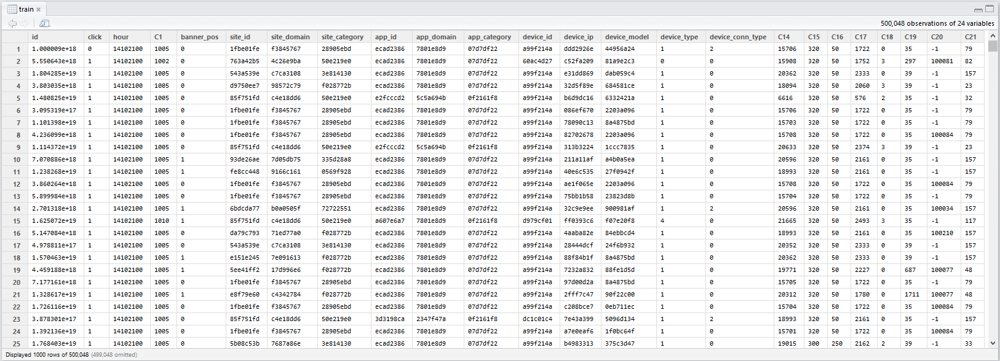 train
500,048 observations of 24 variables
id click hour C1 banner_pos site_id site_domain site_category app_id app_domain app_category device_id device_ip device_model device_type device_conn_type C14 C15 C16 C17 C18 C19 C20 C21
1 1.000009e+18 0 14102100 1005 0 1fbe01fe f3845767 28905ebd ecad2386 7801e8d9 07d7df22 a99f214a ddd2926e 44956a24 1 2 15706 320 50 1722 0 35 -1 79
2 5.550643e+18 1 14102100 1002 0 763a42b5 4c26e9ba 50e219e0 ecad2386 7801e8d9 07d7df22 60ac4d27 c52fa209 81a9e2c3 0 0 15908 320 50 1752 3 297 100081 82
3 1.804285e+19 1 14102100 1005 0 543a539e c7ca3108 3e814130 ecad2386 7801e8d9 07d7df22 a99f214a e31dd869 dab059c4 1 0 20362 320 50 2333 0 39 -1 157
4 3.803035e+18 1 14102100 1005 0 d9750ee7 98572c79 f028772b ecad2386 7801e8d9 07d7df22 a99f214a 32d5f89e 684581ce 1 0 18094 320 50 2060 3 39 -1 23
5 1.480825e+19 1 14102100 1005 0 85f751fd c4e18dd6 50e219e0 e2fcccd2 5c5a694b 0f2161f8 a99f214a b6d9dc16 6332421a 1 0 6616 320 50 576 2 35 -1 32
6 3.095319e+17 1 14102100 1005 0 1fbe01fe f3845767 28905ebd ecad2386 7801e8d9 07d7df22 a99f214a 086ef670 2203a096 1 0 15706 320 50 1722 0 35 -1 79
7 1.101398e+19 1 14102100 1005 0 1fbe01fe f3845767 28905ebd ecad2386 7801e8d9 07d7df22 a99f214a 78090c13 8a4875bd 1 0 15703 320 50 1722 0 35 -1 79
8 4.236099e+18 1 14102100 1005 0 1fbe01fe f3845767 28905ebd ecad2386 7801e8d9 07d7df22 a99f214a 82702678 2203a096 1 0 15708 320 50 1722 0 35 100084 79
9 1.114372e+19 1 14102100 1005 0 85f751fd c4e18dd6 50e219e0 e2fcccd2 5c5a694b 0f2161f8 a99f214a 313b3224 1ccc7835 1 0 20633 320 50 2374 3 39 -1 23
10 7.070886e+18 1 14102100 1005 1 93de26ae 7d05db75 335d28a8 ecad2386 7801e8d9 07d7df22 a99f214a 211a11af a4b0a5ea 1 0 20596 320 50 2161 0 35 -1 157
11 1.238268e+19 1 14102100 1005 1 fe8cc448 9166c161 0569f928 ecad2386 7801e8d9 07d7df22 a99f214a 40e6c535 27f0942f 1 0 18993 320 50 2161 0 35 -1 157
12 3.860264e+18 1 14102100 1005 0 1fbe01fe f3845767 28905ebd ecad2386 7801e8d9 07d7df22 a99f214a ae1f065e 2203a096 1 0 15708 320 50 1722 0 35 100084 79
13 5.899984e+18 1 14102100 1005 0 1fbe01fe f3845767 28905ebd ecad2386 7801e8d9 07d7df22 a99f214a 75bb1b58 23823d8b 1 0 15704 320 50 1722 0 35 -1 79
14 2.701318e+18 1 14102100 1005 1 6bdcda77 b0a0505f 72722551 ecad2386 7801e8d9 07d7df22 a99f214a 32c9e9ee 900981af 1 2 20596 320 50 2161 0 35 100034 157
15 1.625072e+19 1 14102100 1010 1 85f751fd c4e18dd6 50e219e0 a607e6a7 7801e8d9 0f2161f8 d979cf01 ff0393c6 f07e20f8 4 0 21665 320 50 2493 3 35 -1 117
16 5.147084e+18 1 14102100 1005 0 da79c793 71ed77a0 f028772b ecad2386 7801e8d9 07d7df22 a99f214a 4aaba82e 84ebbcd4 1 0 18993 320 50 2161 0 35 100210 157
17 4.978811e+17 1 14102100 1005 0 543a539e c7ca3108 3e814130 ecad2386 7801e8d9 07d7df22 a99f214a 28444dcf 24f6b932 1 0 20352 320 50 2333 0 39 -1 157
18 1.570463e+19 1 14102100 1005 1 e151e245 7e091613 f028772b ecad2386 7801e8d9 07d7df22 a99f214a 88f84b1f 8a4875bd 1 0 20362 320 50 2333 0 39 -1 157
19 4.459188e+18 1 14102100 1005 1 5ee41ff2 17d996e6 f028772b ecad2386 7801e8d9 07d7df22 a99f214a 7232a832 88fe1d5d 1 0 19771 320 50 2227 0 687 100077 48
20 7.177161e+18 1 14102100 1005 0 1fbe01fe f3845767 28905ebd ecad2386 7801e8d9 07d7df22 a99f214a 97d00d2a 8a4875bd 1 0 15705 320 50 1722 0 35 -1 79
21 1.328617e+19 1 14102100 1005 1 e8f79e60 c4342784 f028772b ecad2386 7801e8d9 07d7df22 a99f214a 2fff7c47 90f22c00 1 0 20312 320 50 1780 0 1711 100077 48
22 1.726116e+19 1 14102100 1005 0 1fbe01fe f3845767 28905ebd ecad2386 7801e8d9 07d7df22 a99f214a c208bce7 0eb711ec 1 0 15704 320 50 1722 0 35 100084 79
23 3.878301e+17 1 14102100 1005 0 85f751fd c4e18dd6 50e219e0 3d3198ca 2347f47a 0f2161f8 dc1c01c4 7e43a399 5096d134 1 2 18993 320 50 2161 0 35 -1 157
24 1.392136e+19 1 14102100 1005 0 1fbe01fe f3845767 28905ebd ecad2386 7801e8d9 07d7df22 a99f214a a7e0eaf6 1f0bc64f 1 0 15701 320 50 1722 0 35 100084 79
25 1.768403e+19 1 14102100 1005 0 5b08c53b 7687a86e 3e814130 ecad2386 7801e8d9 07d7df22 a99f214a b4983313 375c3d47 1 0 19015 300 250 2162 2 39 -1 33
Displayed 1000 rows of 500,048 (499,048 omitted)